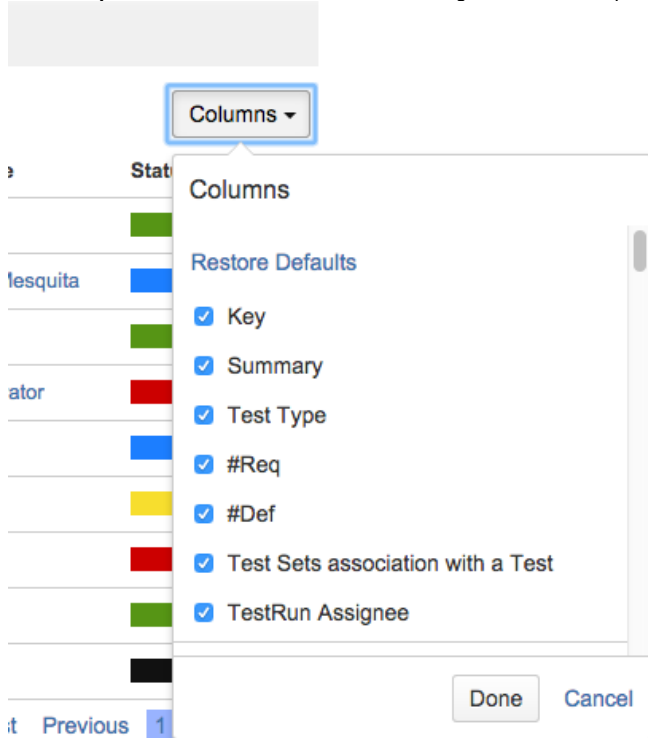 Columns
Stat
Columns
Restore Defaults
Mesquita
Key
Summary
ator
Test Type
#Req
#Def
Test Sets association with a Test
TestRun Assignee
Done Cancel
st Previous 1